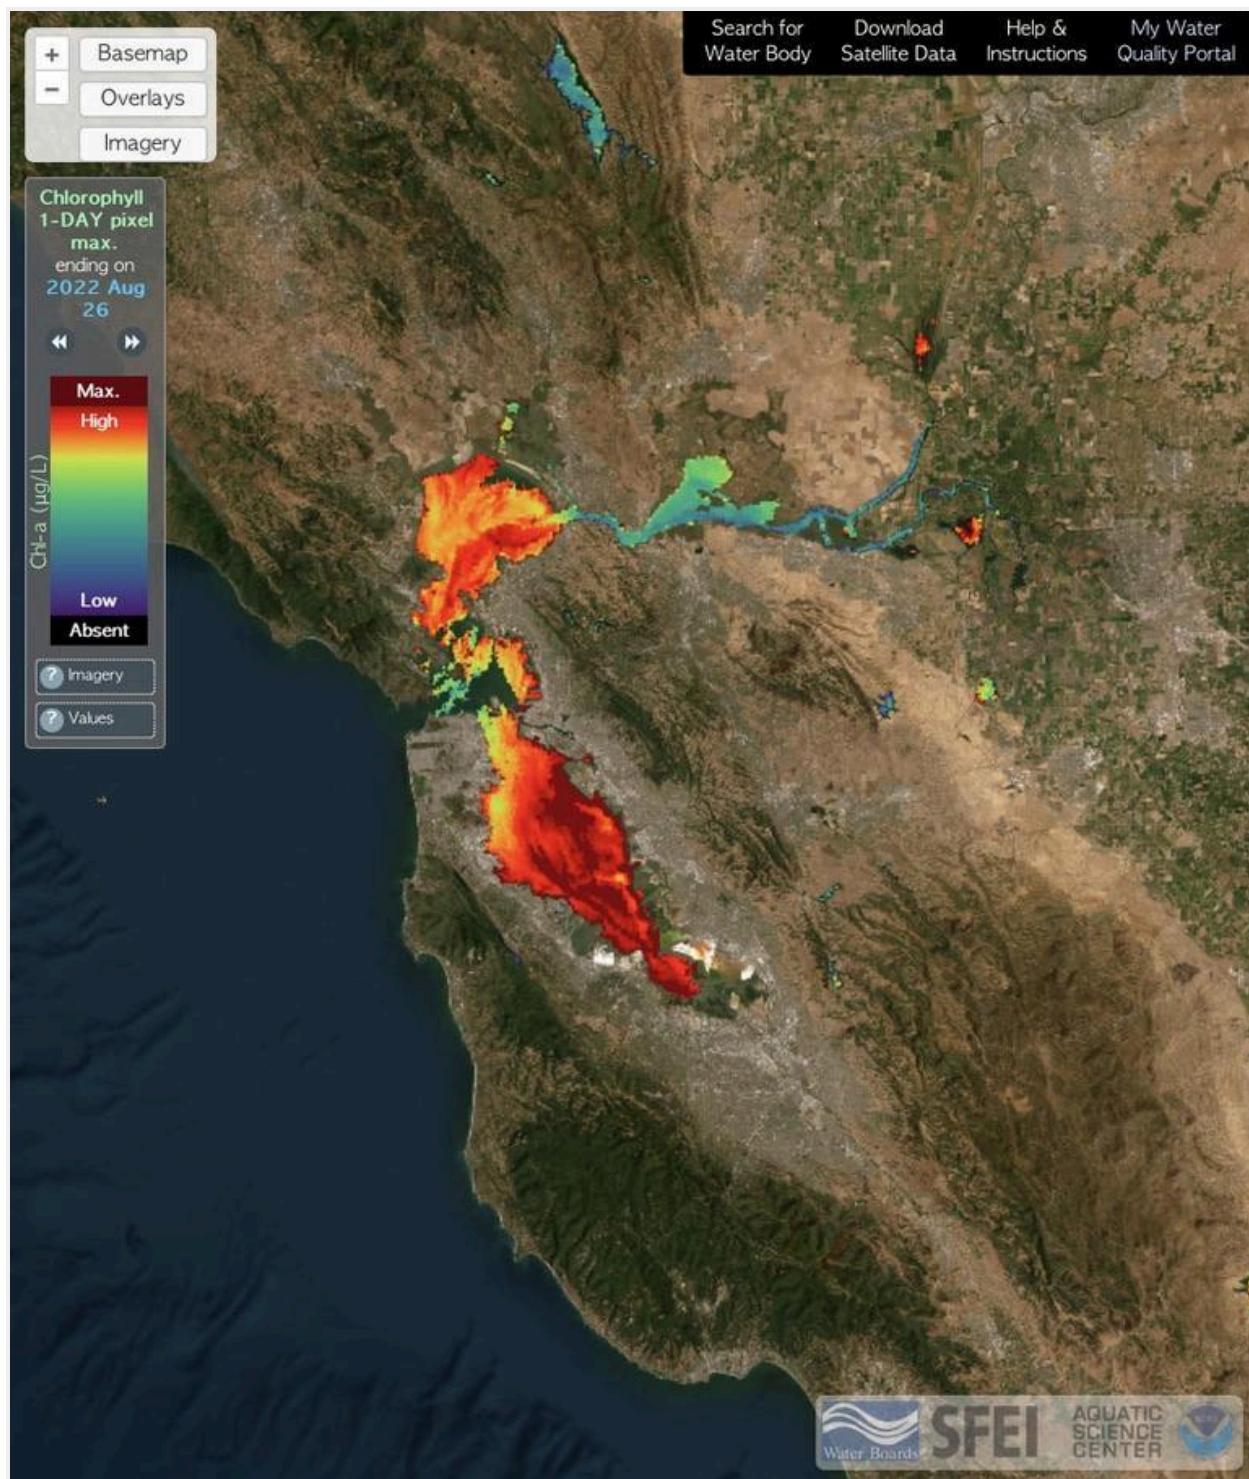 +
−
Basemap
Overlays
Imagery
Search for
Water Body
Download
Satellite Data
Help &
Instructions
My Water
Quality Portal
Chlorophyll
1-DAY pixel
max.
ending on
2022 Aug
26
Chl-a (µg/L)
Max.
High
Low
Absent
? Imagery
? Values
Water Boards
SFEI
AQUATIC
SCIENCE
CENTER